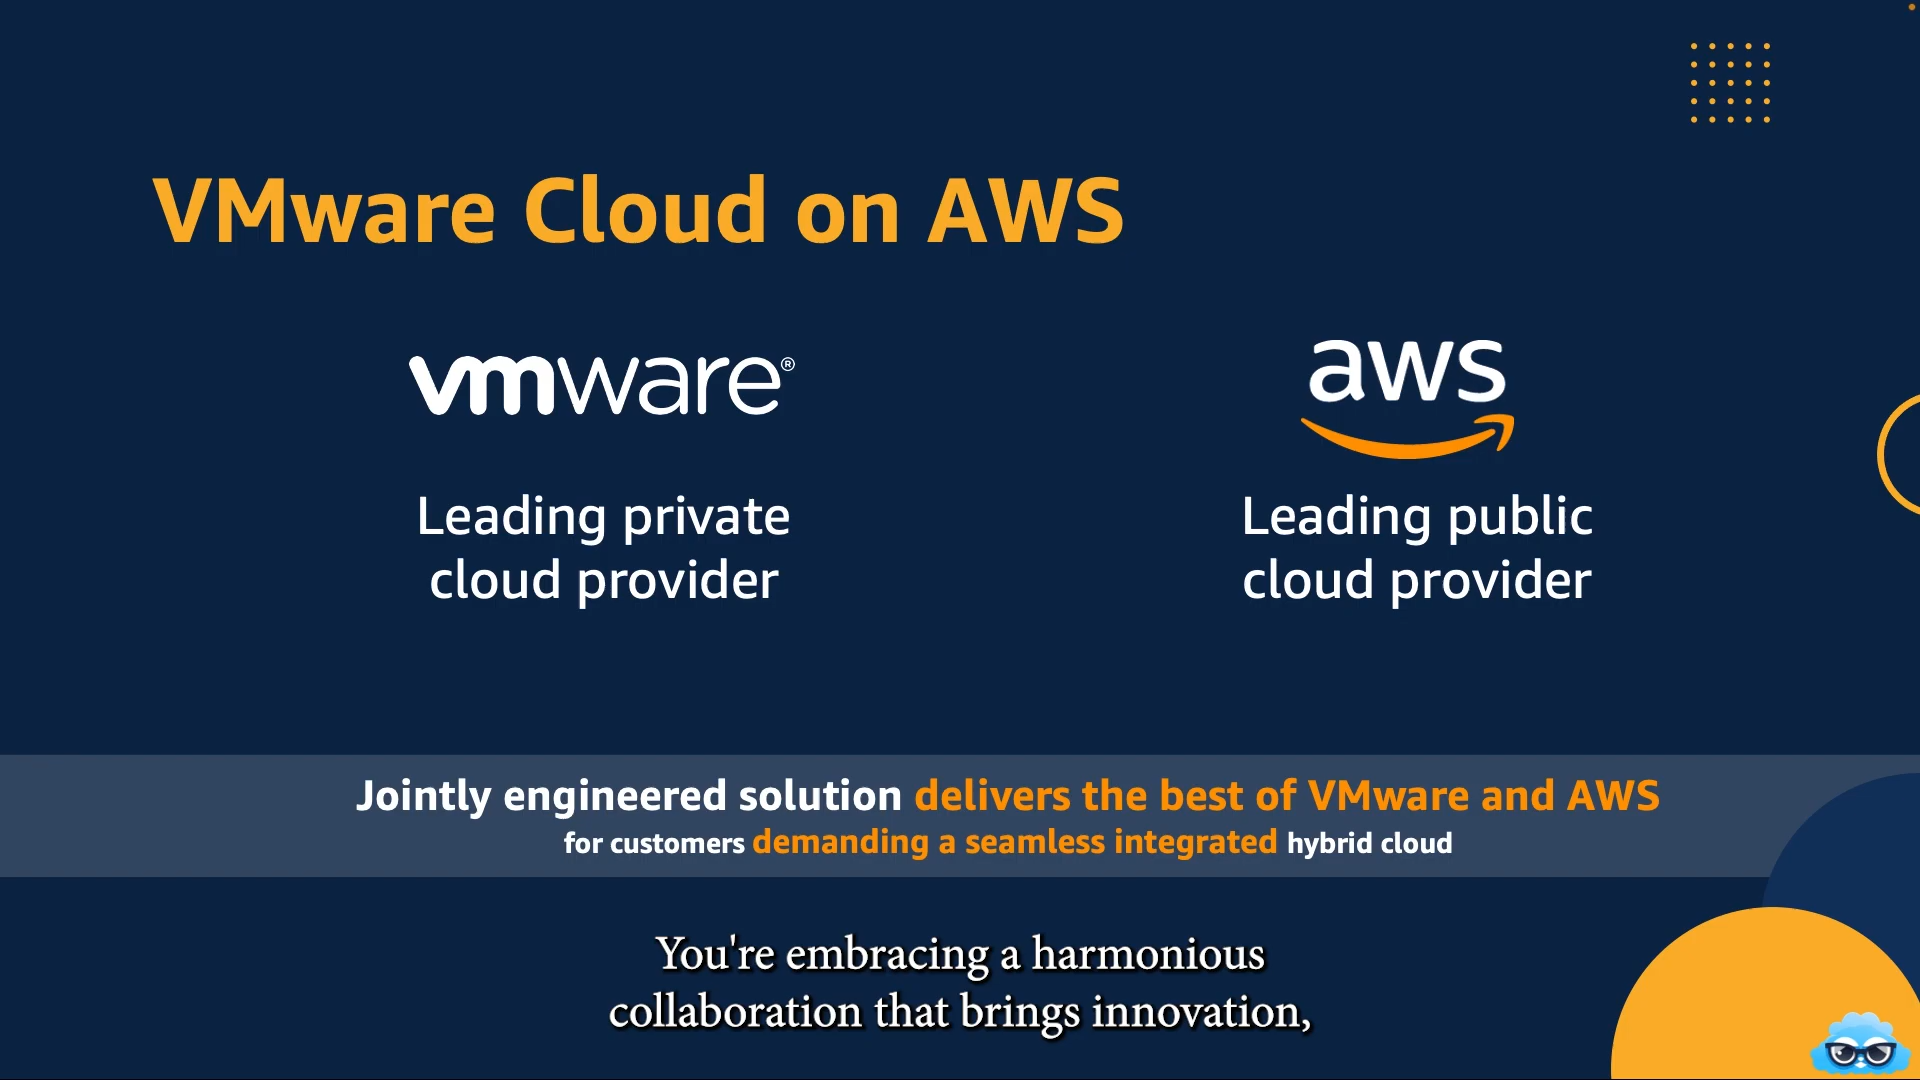 VMware Cloud on AWS
vmware®
aws
Leading private
cloud provider
Leading public
cloud provider
Jointly engineered solution delivers the best of VMware and AWS
for customers demanding a seamless integrated hybrid cloud
You're embracing a harmonious
collaboration that brings innovation,